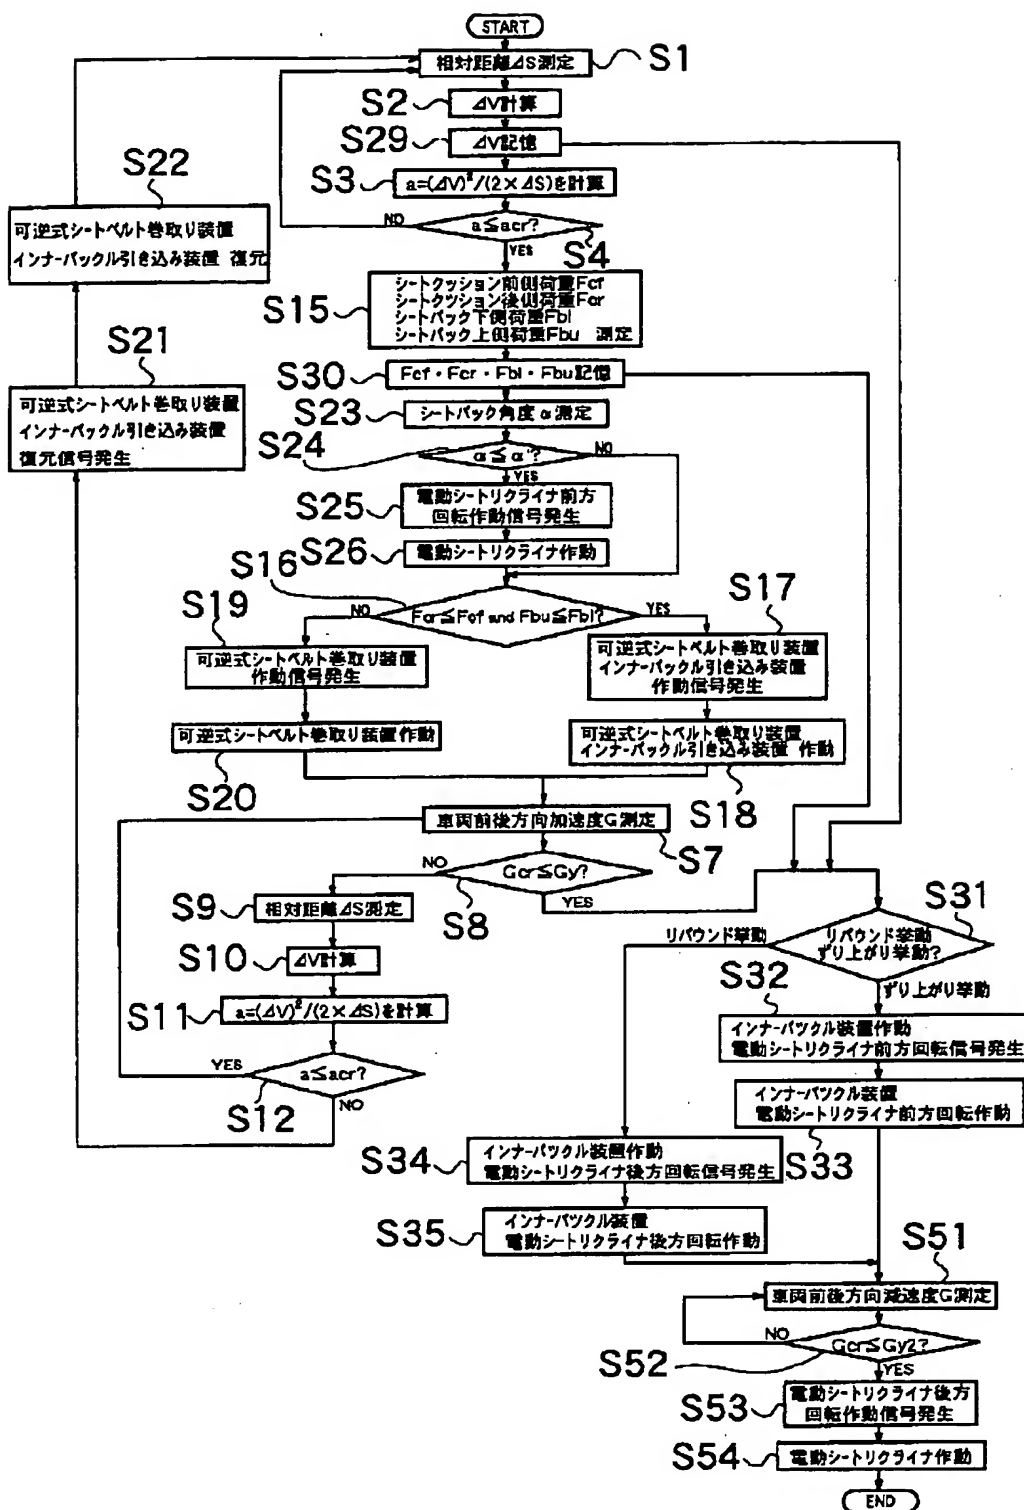 START
相対距離⊿S測定
S1
S2
⊿V計算
S29
⊿V記憶
S3
a=(⊿V)²/(2×⊿S)を計算
NO
a≦acr?
S4
YES
S22
可逆式シートベルト巻取り装置
インナーバックル引き込み装置 復元
S15
シートクッション前側荷重Fcf
シートクッション後側荷重Fcr
シートバック下側荷重Fbl
シートバック上側荷重Fbu 測定
S21
可逆式シートベルト巻取り装置
インナーバックル引き込み装置
復元信号発生
S30
Fcf・Fcr・Fbl・Fbu記憶
S23
シートバック角度α測定
S24
α≦α'?
NO
YES
S25
電動シートリクライナ前方
回転作動信号発生
S26
電動シートリクライナ作動
S16
NO
Fcr≦Fcf and Fbu≦Fbl?
YES
S17
S19
可逆式シートベルト巻取り装置
作動信号発生
可逆式シートベルト巻取り装置
インナーバックル引き込み装置
作動信号発生
可逆式シートベルト巻取り装置作動
S20
可逆式シートベルト巻取り装置
インナーバックル引き込み装置 作動
S18
車両前後方向加速度G測定
S7
NO
Gcr≦Gy?
S8
YES
S9
相対距離⊿S測定
S10
⊿V計算
S11
a=(⊿V)²/(2×⊿S)を計算
YES
a≦acr?
S12
NO
S31
リバウンド挙動
リバウンド挙動
ずり上がり挙動?
ずり上がり挙動
S32
インナーバツクル装置作動
電動シートリクライナ前方回転信号発生
インナーバツクル装置
電動シートリクライナ前方回転作動
S33
S34
インナーバツクル装置作動
電動シートリクライナ後方回転信号発生
S35
インナーバツクル装置
電動シートリクライナ後方回転作動
S51
車両前後方向減速度G測定
NO
Gcr≦Gy2?
S52
YES
S53
電動シートリクライナ後方
回転作動信号発生
S54
電動シートリクライナ作動
END